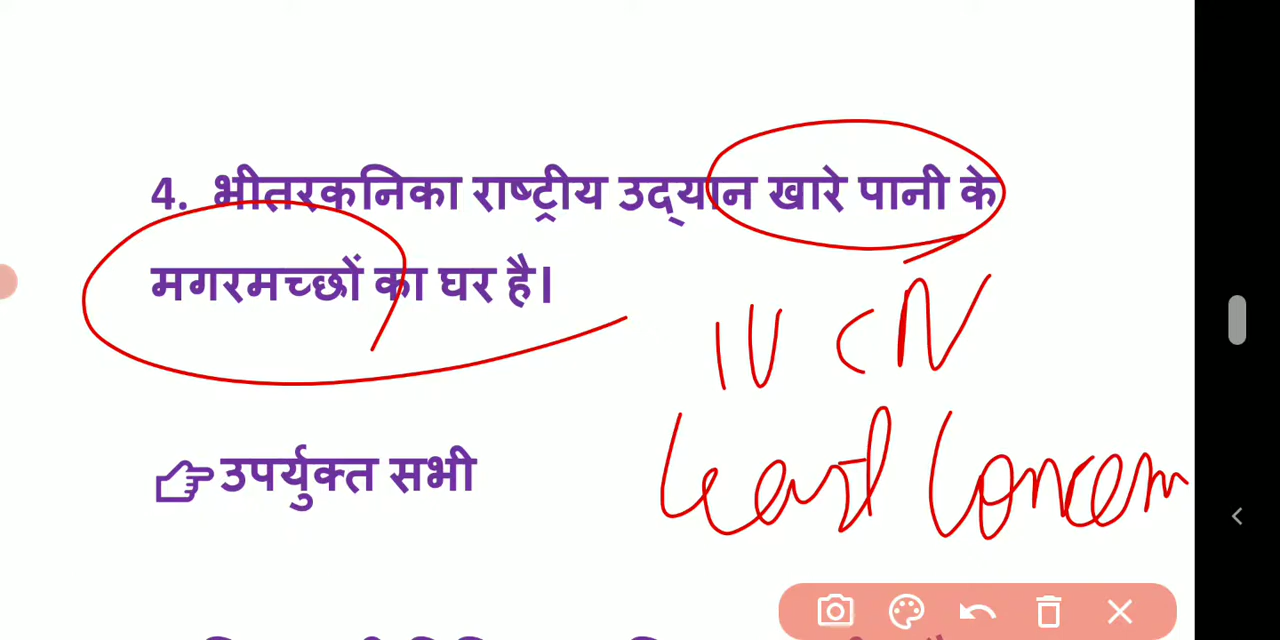 4. भीतरकनिका राष्ट्रीय उद्यान खारे पानी के
मगरमच्छों का घर है।
IUCN
Least Concern
उपर्युक्त सभी